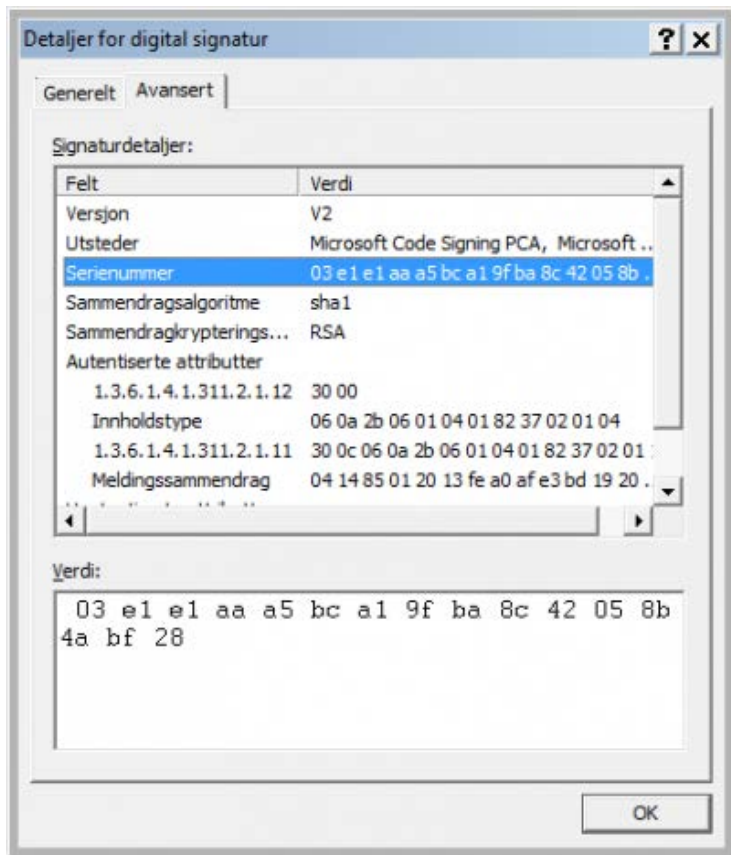 Detaljer for digital signatur
Generelt Avansert
Signaturdetaljer:
Felt Verdi
Versjon V2
Utsteder Microsoft Code Signing PCA, Microsoft ..
Serienummer 03 e1 e1 aa a5 bc a1 9f ba 8c 42 05 8b .
Sammendragsalgoritme sha1
Sammendragkrypterings... RSA
Autentiserte attributter
1.3.6.1.4.1.311.2.1.12 30 00
Innholdstype 06 0a 2b 06 01 04 01 82 37 02 01 04
1.3.6.1.4.1.311.2.1.11 30 0c 06 0a 2b 06 01 04 01 82 37 02 01
Meldingssammendrag 04 14 85 01 20 13 fe a0 af e3 bd 19 20 .
Verdi:
03 e1 e1 aa a5 bc a1 9f ba 8c 42 05 8b
4a bf 28
OK